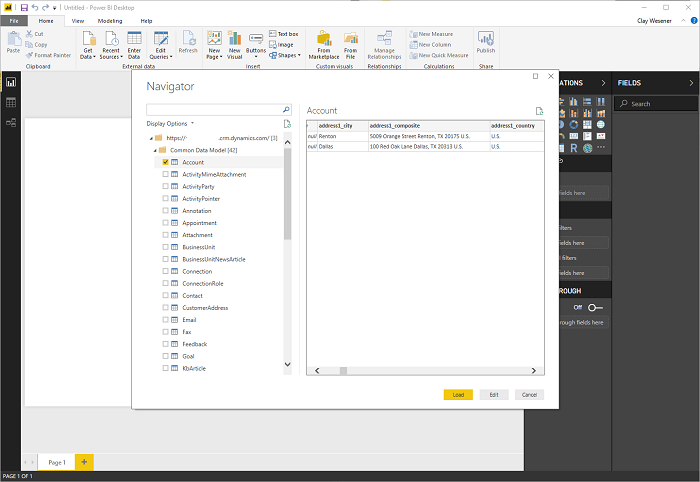 Untitled - Power BI Desktop
File Home View Modeling Help
Clay Wesener
Paste
Cut
Copy
Format Painter
Clipboard
Get Data
Recent Sources
Enter Data
Edit Queries
External data
Refresh
New Page
New Visual
Text box
Image
Shapes
Insert
From Marketplace
From File
Custom visuals
Manage Relationships
Relationships
New Measure
New Column
New Quick Measure
Calculations
Publish
Share
Navigator
Display Options
https:// .crm.dynamics.com/ [3]
Common Data Model [42]
Account
ActivityMimeAttachment
ActivityParty
ActivityPointer
Annotation
Appointment
Attachment
BusinessUnit
BusinessUnitNewsArticle
Connection
ConnectionRole
Contact
CustomerAddress
Email
Fax
Feedback
Goal
KbArticle
Account
address1_city address1_composite address1_country
null Renton 5009 Orange Street Renton, TX 20175 U.S. U.S.
null Dallas 100 Red Oak Lane Dallas, TX 20313 U.S. U.S.
Load Edit Cancel
ATIONS
FIELDS
Search
fields here
filters
fields here
filters
fields here
ROUGH
Off
rough fields here
Page 1
PAGE 1 OF 1